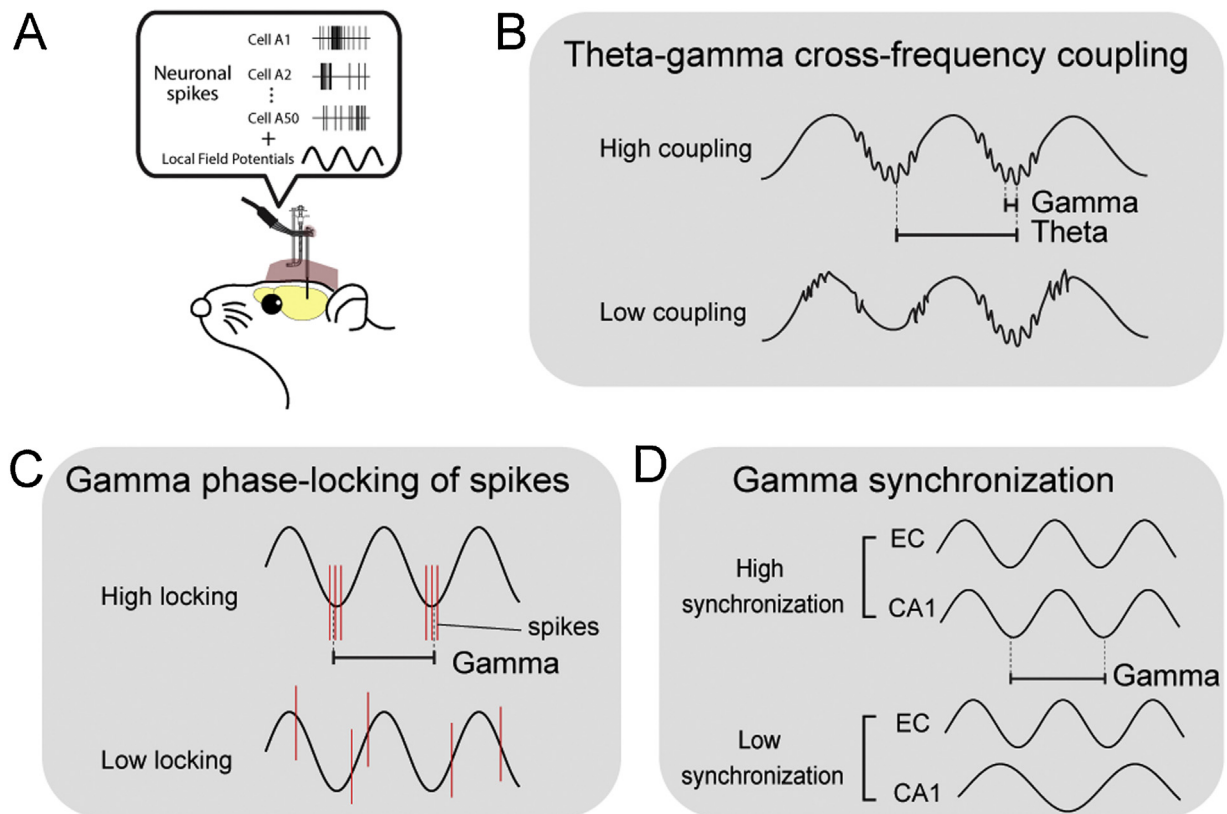 A
Cell A1
Neuronal
spikes
Cell A2
Cell A50
+
Local Field Potentials
B
Theta-gamma cross-frequency coupling
High coupling
Gamma
Theta
Low coupling
C
Gamma phase-locking of spikes
High locking
spikes
Gamma
Low locking
D
Gamma synchronization
High
synchronization
EC
CA1
Gamma
Low
synchronization
EC
CA1